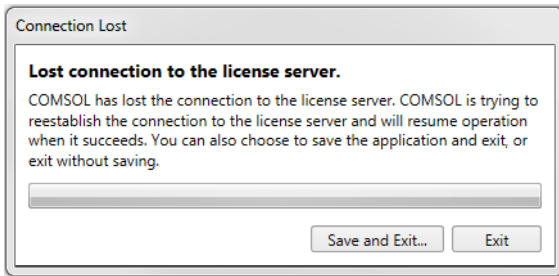 Connection Lost
Lost connection to the license server.
COMSOL has lost the connection to the license server. COMSOL is trying to
reestablish the connection to the license server and will resume operation
when it succeeds. You can also choose to save the application and exit, or
exit without saving.
Save and Exit... Exit